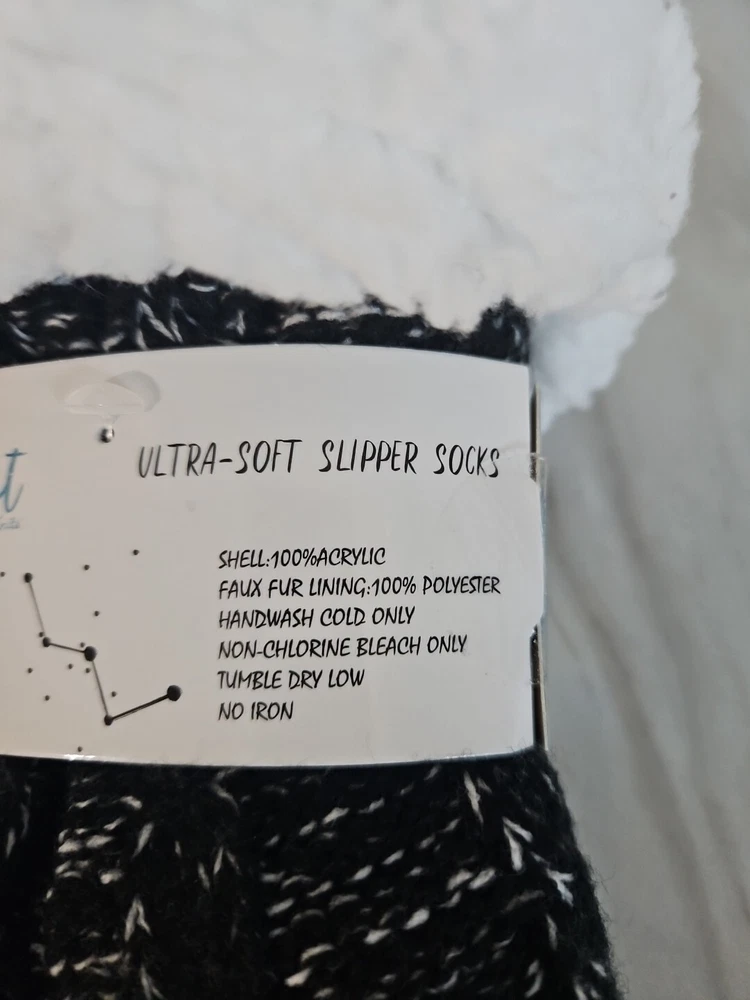 ULTRA-SOFT SLIPPER SOCKS
SHELL:100%ACRYLIC
FAUX FUR LINING:100% POLYESTER
HANDWASH COLD ONLY
NON-CHLORINE BLEACH ONLY
TUMBLE DRY LOW
NO IRON